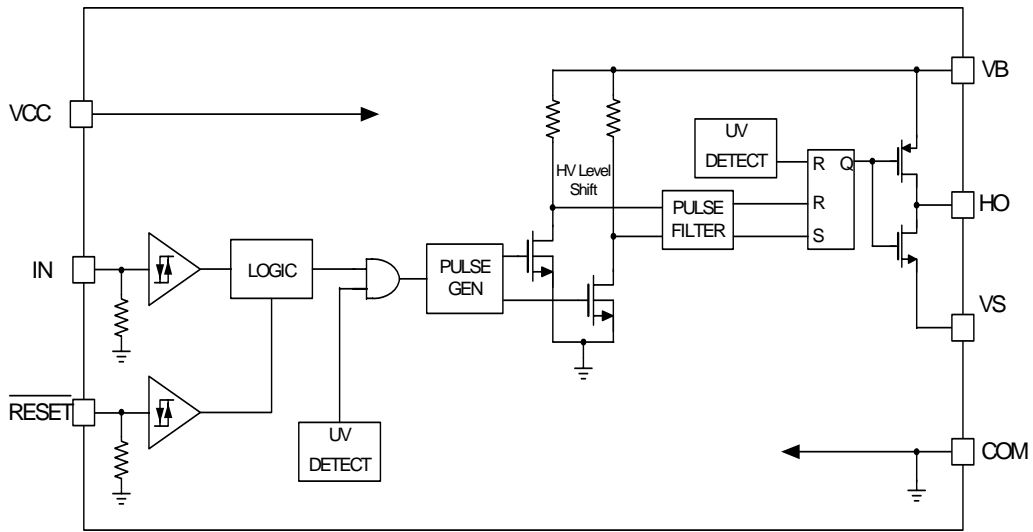 VB
VCC
UV
DETECT
R
Q
HV Level
Shift
HO
PULSE
FILTER
R
S
IN
LOGIC
PULSE
GEN
VS
RESET
UV
DETECT
COM